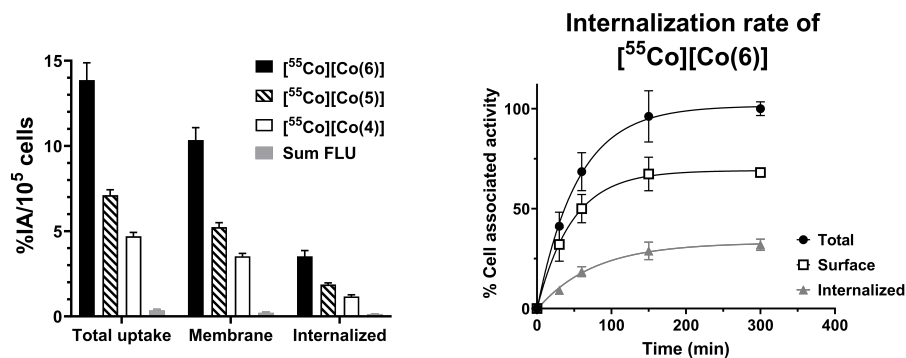 %IA/10⁵ cells
15
10
5
0
[⁵⁵Co][Co(6)]
[⁵⁵Co][Co(5)]
[⁵⁵Co][Co(4)]
Sum FLU
Total uptake Membrane Internalized
Internalization rate of
[⁵⁵Co][Co(6)]
% Cell associated activity
100
50
0
Total
Surface
Internalized
0 100 200 300 400
Time (min)